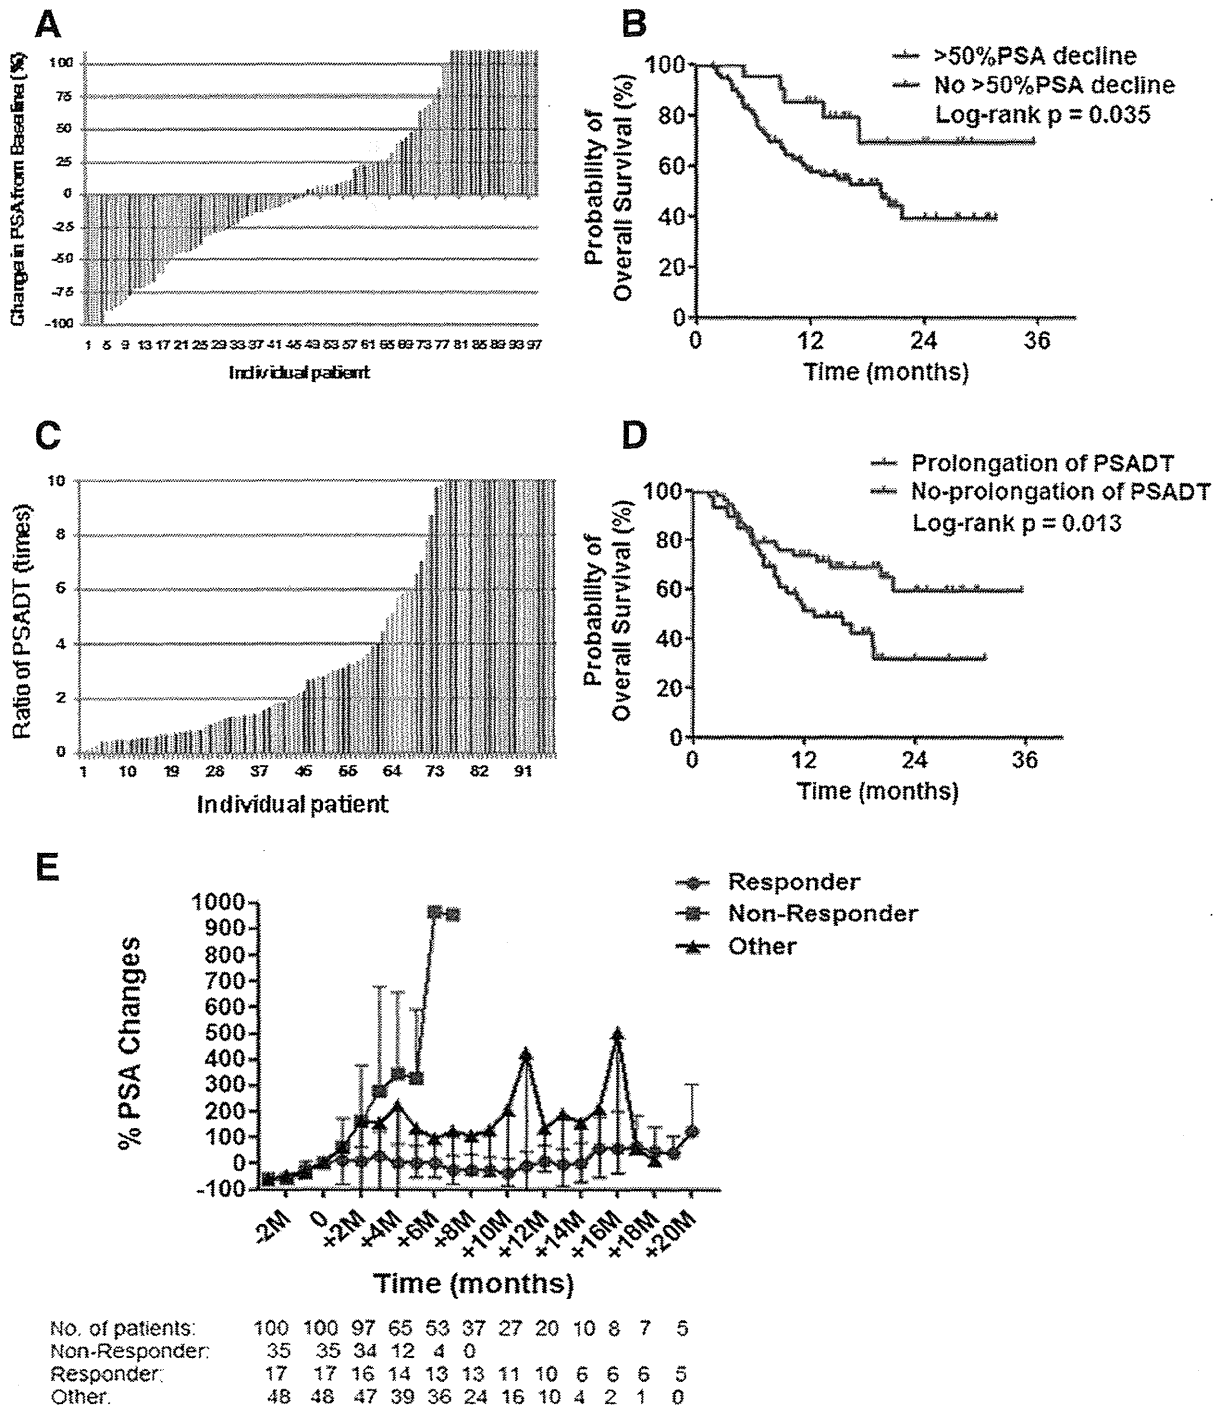 A
Change in PSA from Baseline (%)
100
75
50
25
0
-25
-50
-75
-100
1 5 9 13 17 21 25 29 33 37 41 45 49 53 57 61 65 69 73 77 81 85 89 93 97
Individual patient
B
Probability of
Overall Survival (%)
>50%PSA decline
No >50%PSA decline
Log-rank p = 0.035
100
80
60
40
20
0
0 12 24 36
Time (months)
C
Ratio of PSADT (times)
10
8
6
4
2
0
1 10 19 28 37 46 55 64 73 82 91
Individual patient
D
Probability of
Overall Survival (%)
Prolongation of PSADT
No-prolongation of PSADT
Log-rank p = 0.013
100
80
60
40
20
0
0 12 24 36
Time (months)
E
% PSA Changes
Responder
Non-Responder
Other
1000
900
800
700
600
500
400
300
200
100
0
-100
-2M 0 +2M +4M +6M +8M +10M +12M +14M +16M +18M +20M
Time (months)
No. of patients: 100 100 97 65 53 37 27 20 10 8 7 5
Non-Responder: 35 35 34 12 4 0
Responder: 17 17 16 14 13 13 11 10 6 6 6 5
Other. 48 48 47 39 36 24 16 10 4 2 1 0